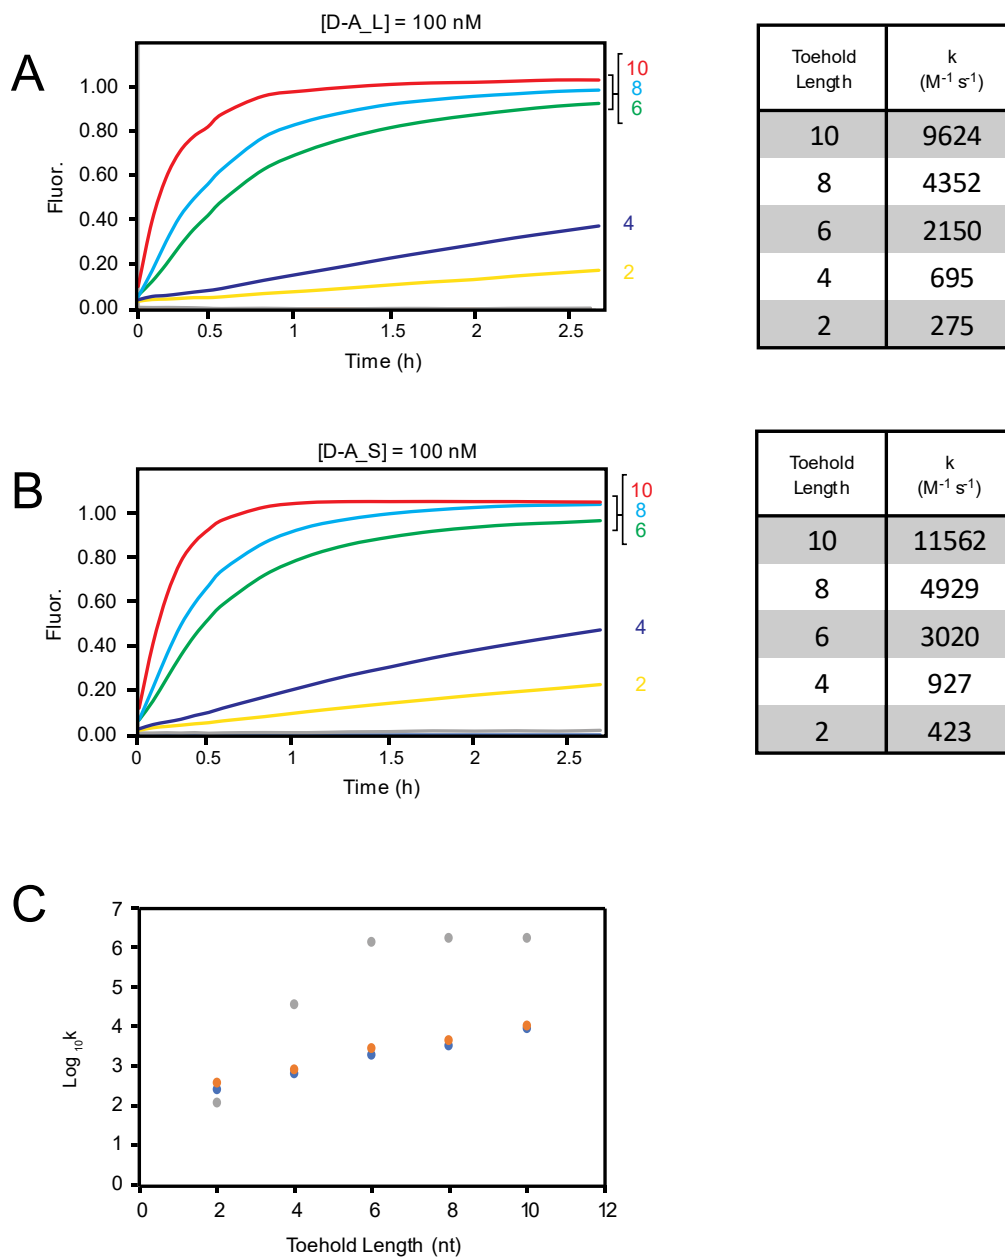 [D-A_L] = 100 nM
A
Fluor.
1.00
0.80
0.60
0.40
0.20
0.00
0 0.5 1 1.5 2 2.5
Time (h)
10
8
6
4
2
Toehold Length k (M⁻¹ s⁻¹)
10 9624
8 4352
6 2150
4 695
2 275
[D-A_S] = 100 nM
B
Fluor.
1.00
0.80
0.60
0.40
0.20
0.00
0 0.5 1 1.5 2 2.5
Time (h)
10
8
6
4
2
Toehold Length k (M⁻¹ s⁻¹)
10 11562
8 4929
6 3020
4 927
2 423
C
Log ₁₀k
7
6
5
4
3
2
1
0
0 2 4 6 8 10 12
Toehold Length (nt)